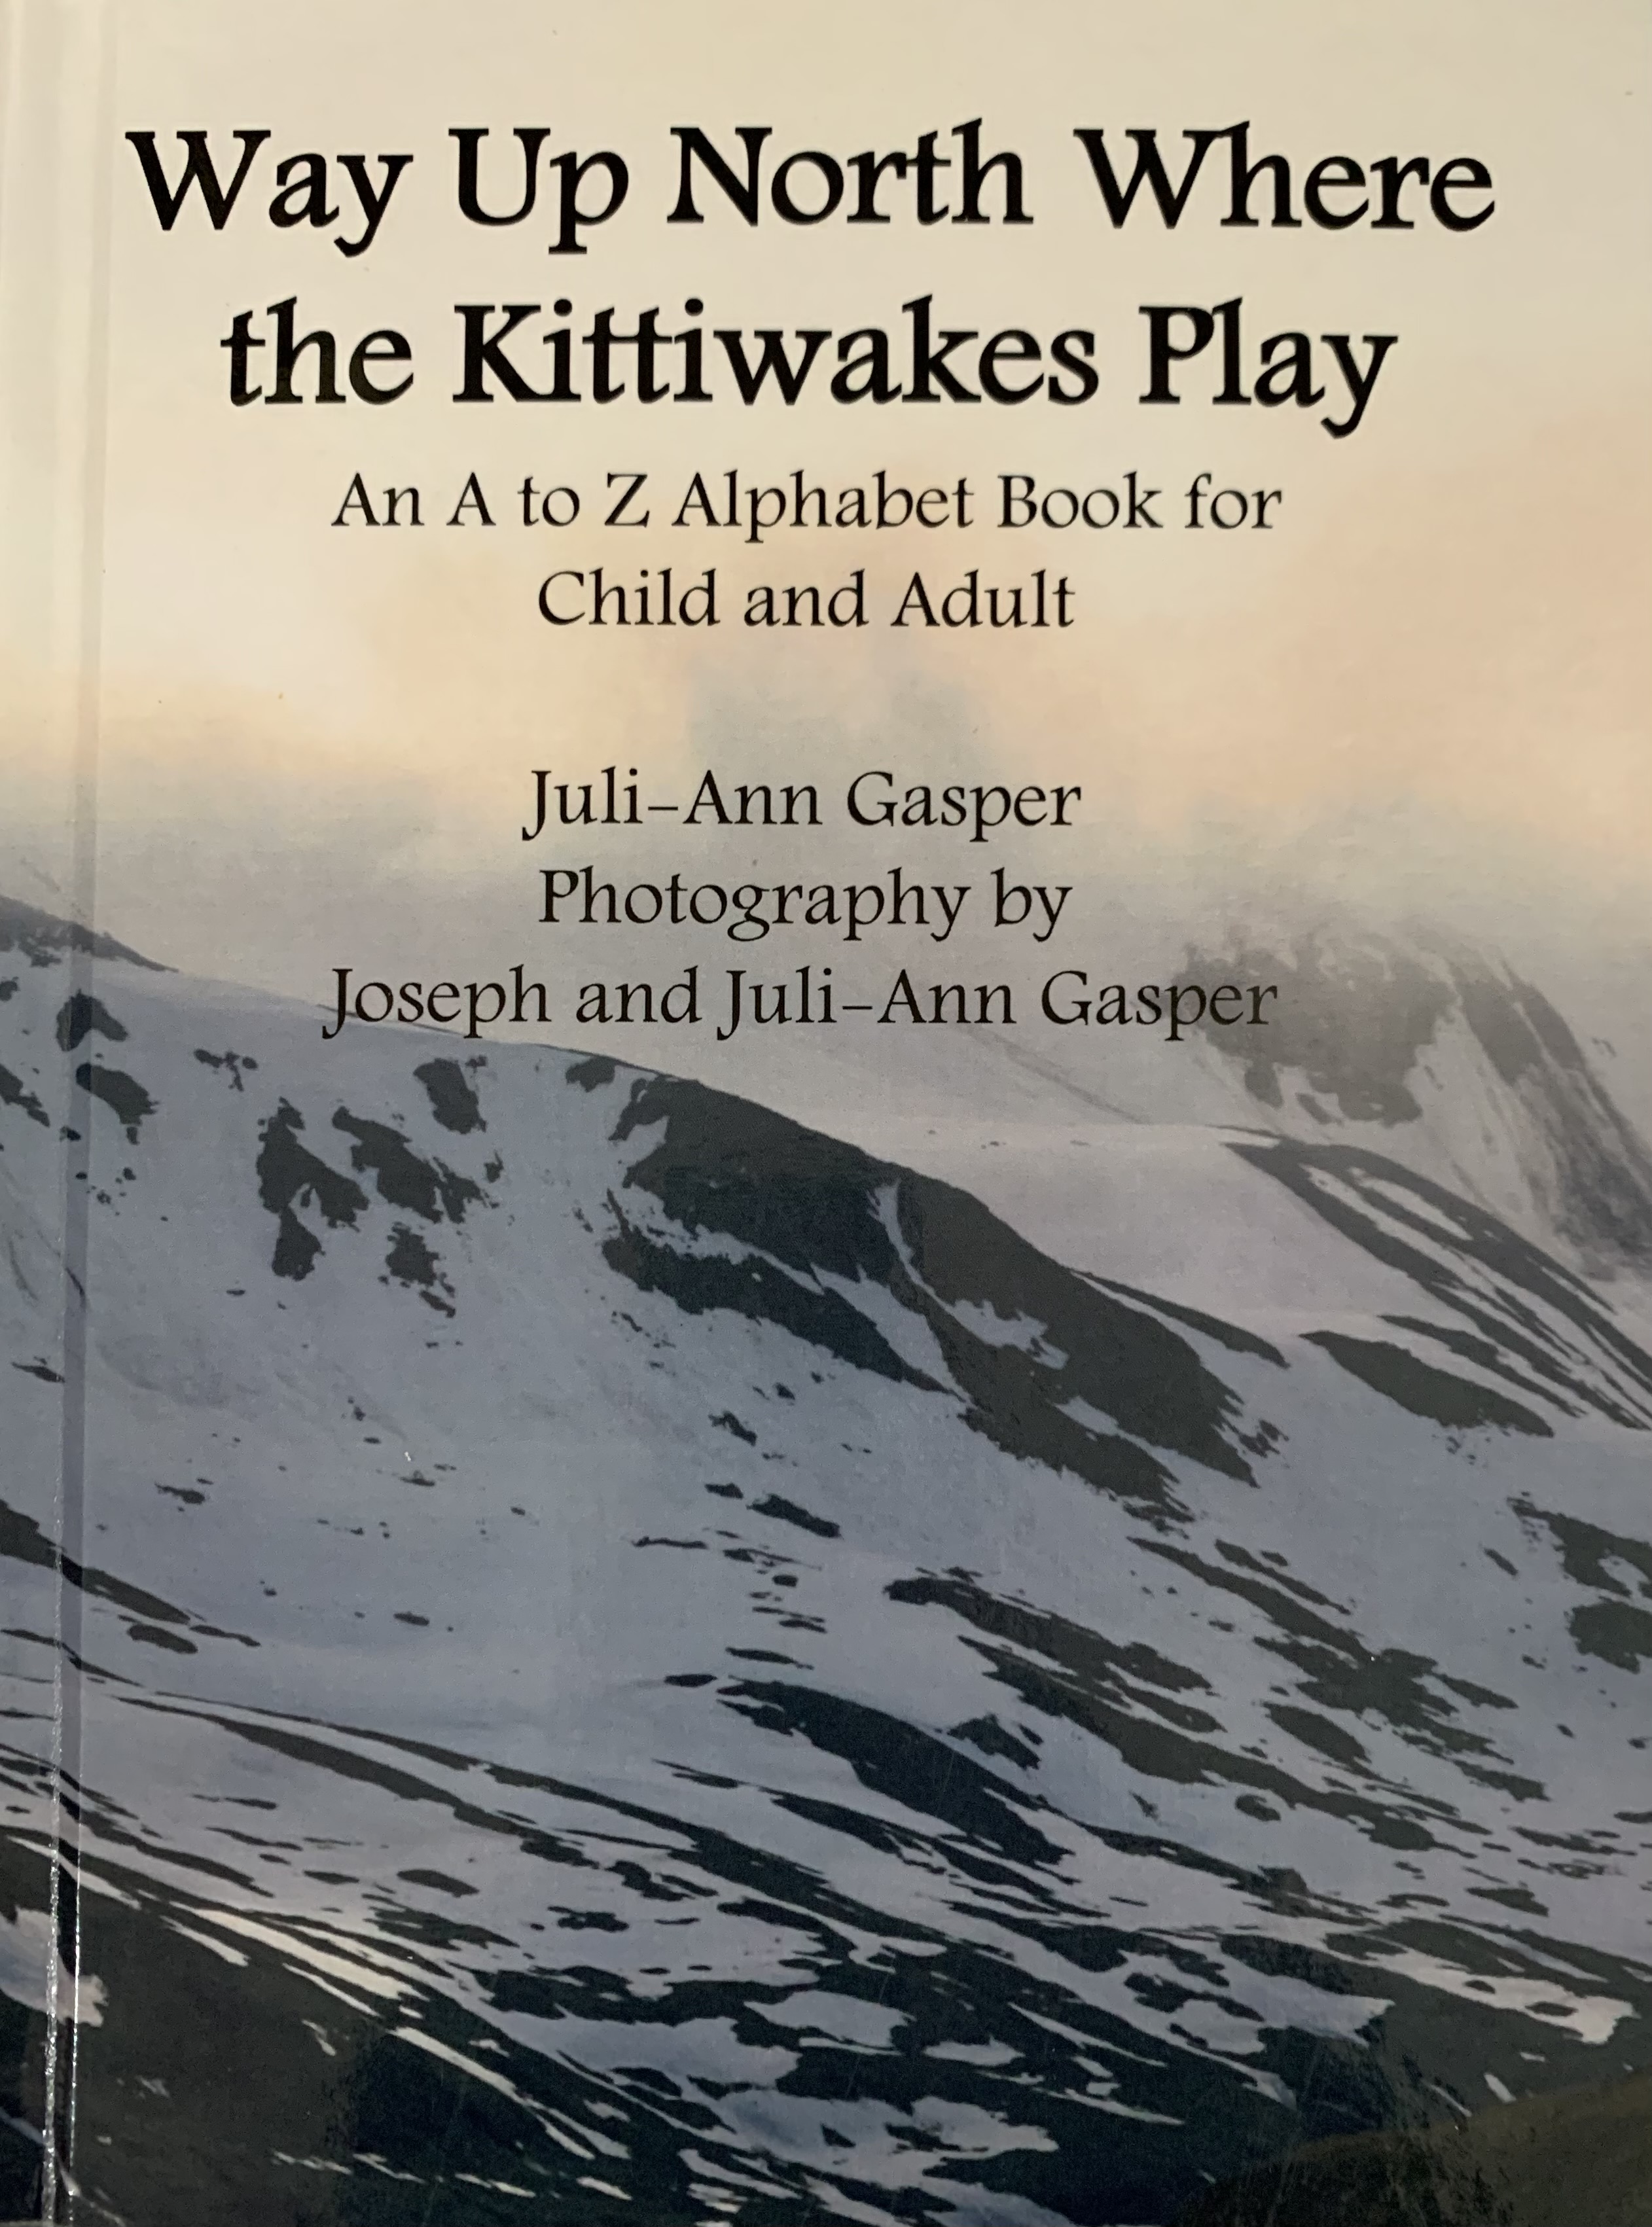 Way Up North Where
the Kittiwakes Play
An A to Z Alphabet Book for
Child and Adult
Juli-Ann Gasper
Photography by
Joseph and Juli-Ann Gasper